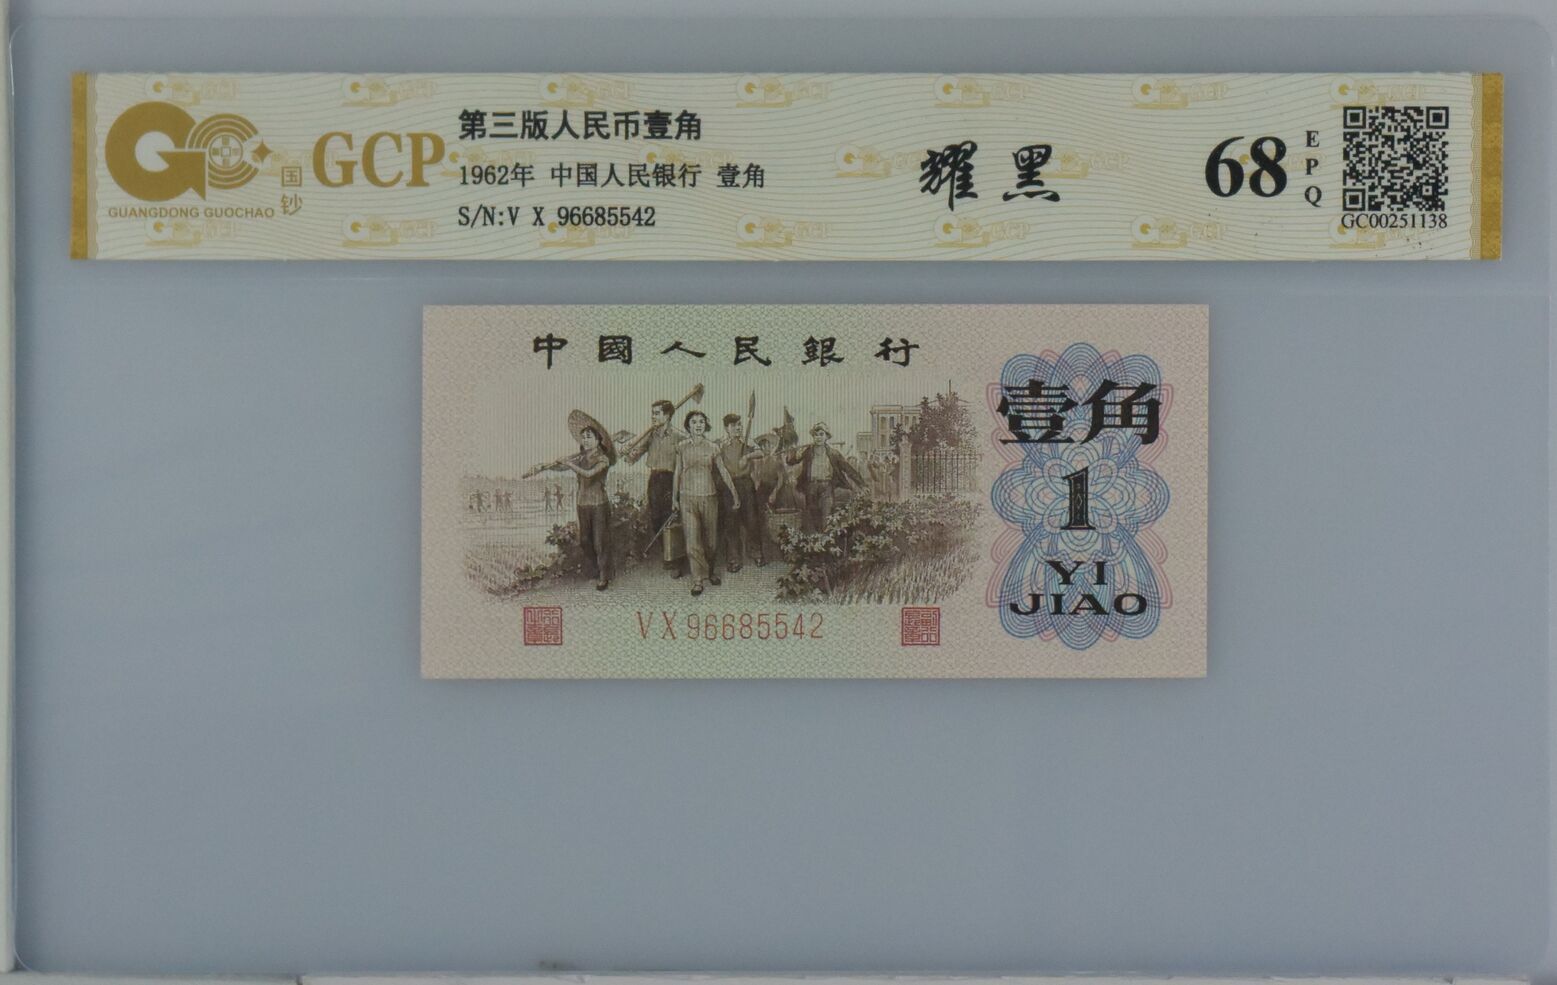 GUANGDONG GUOCHAO
国钞
GCP
第三版人民币壹角
1962年 中国人民银行 壹角
S/N:V X 96685542
耀黑
68
EPQ
GC00251138
中國人民銀行
壹角
1
YI
JIAO
VX96685542